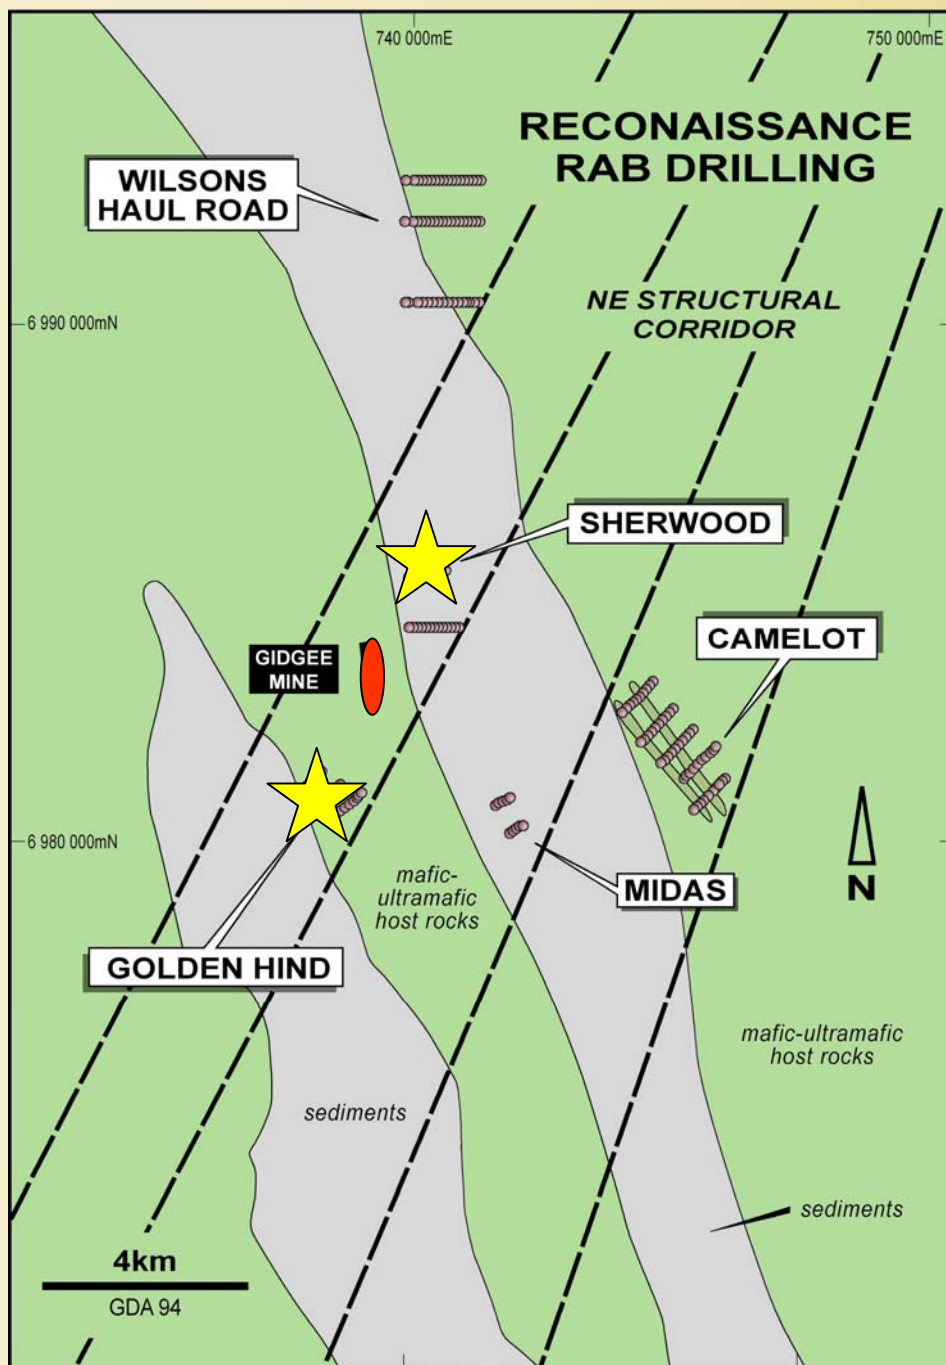 740 000mE
750 000mE
RECONAISSANCE
RAB DRILLING
WILSONS
HAUL ROAD
NE STRUCTURAL
CORRIDOR
6 990 000mN
SHERWOOD
CAMELOT
GIDGEE
MINE
6 980 000mN
mafic-
ultramafic
host rocks
MIDAS
N
GOLDEN HIND
mafic-ultramafic
host rocks
sediments
sediments
4km
GDA 94